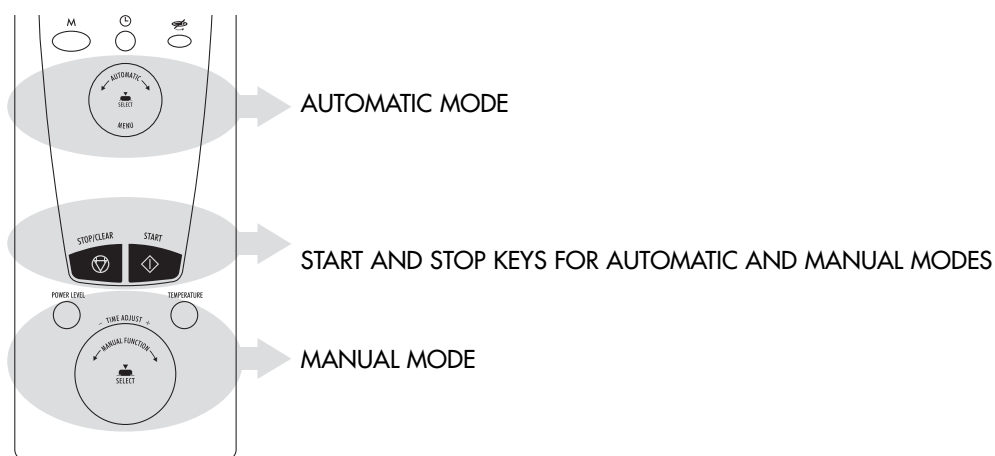 M
AUTOMATIC
SELECT
MENÚ
AUTOMATIC MODE
STOP/CLEAR START
START AND STOP KEYS FOR AUTOMATIC AND MANUAL MODES
POWER LEVEL TEMPERATURE
– TIME ADJUST +
MANUAL FUNCTION
SELECT
MANUAL MODE